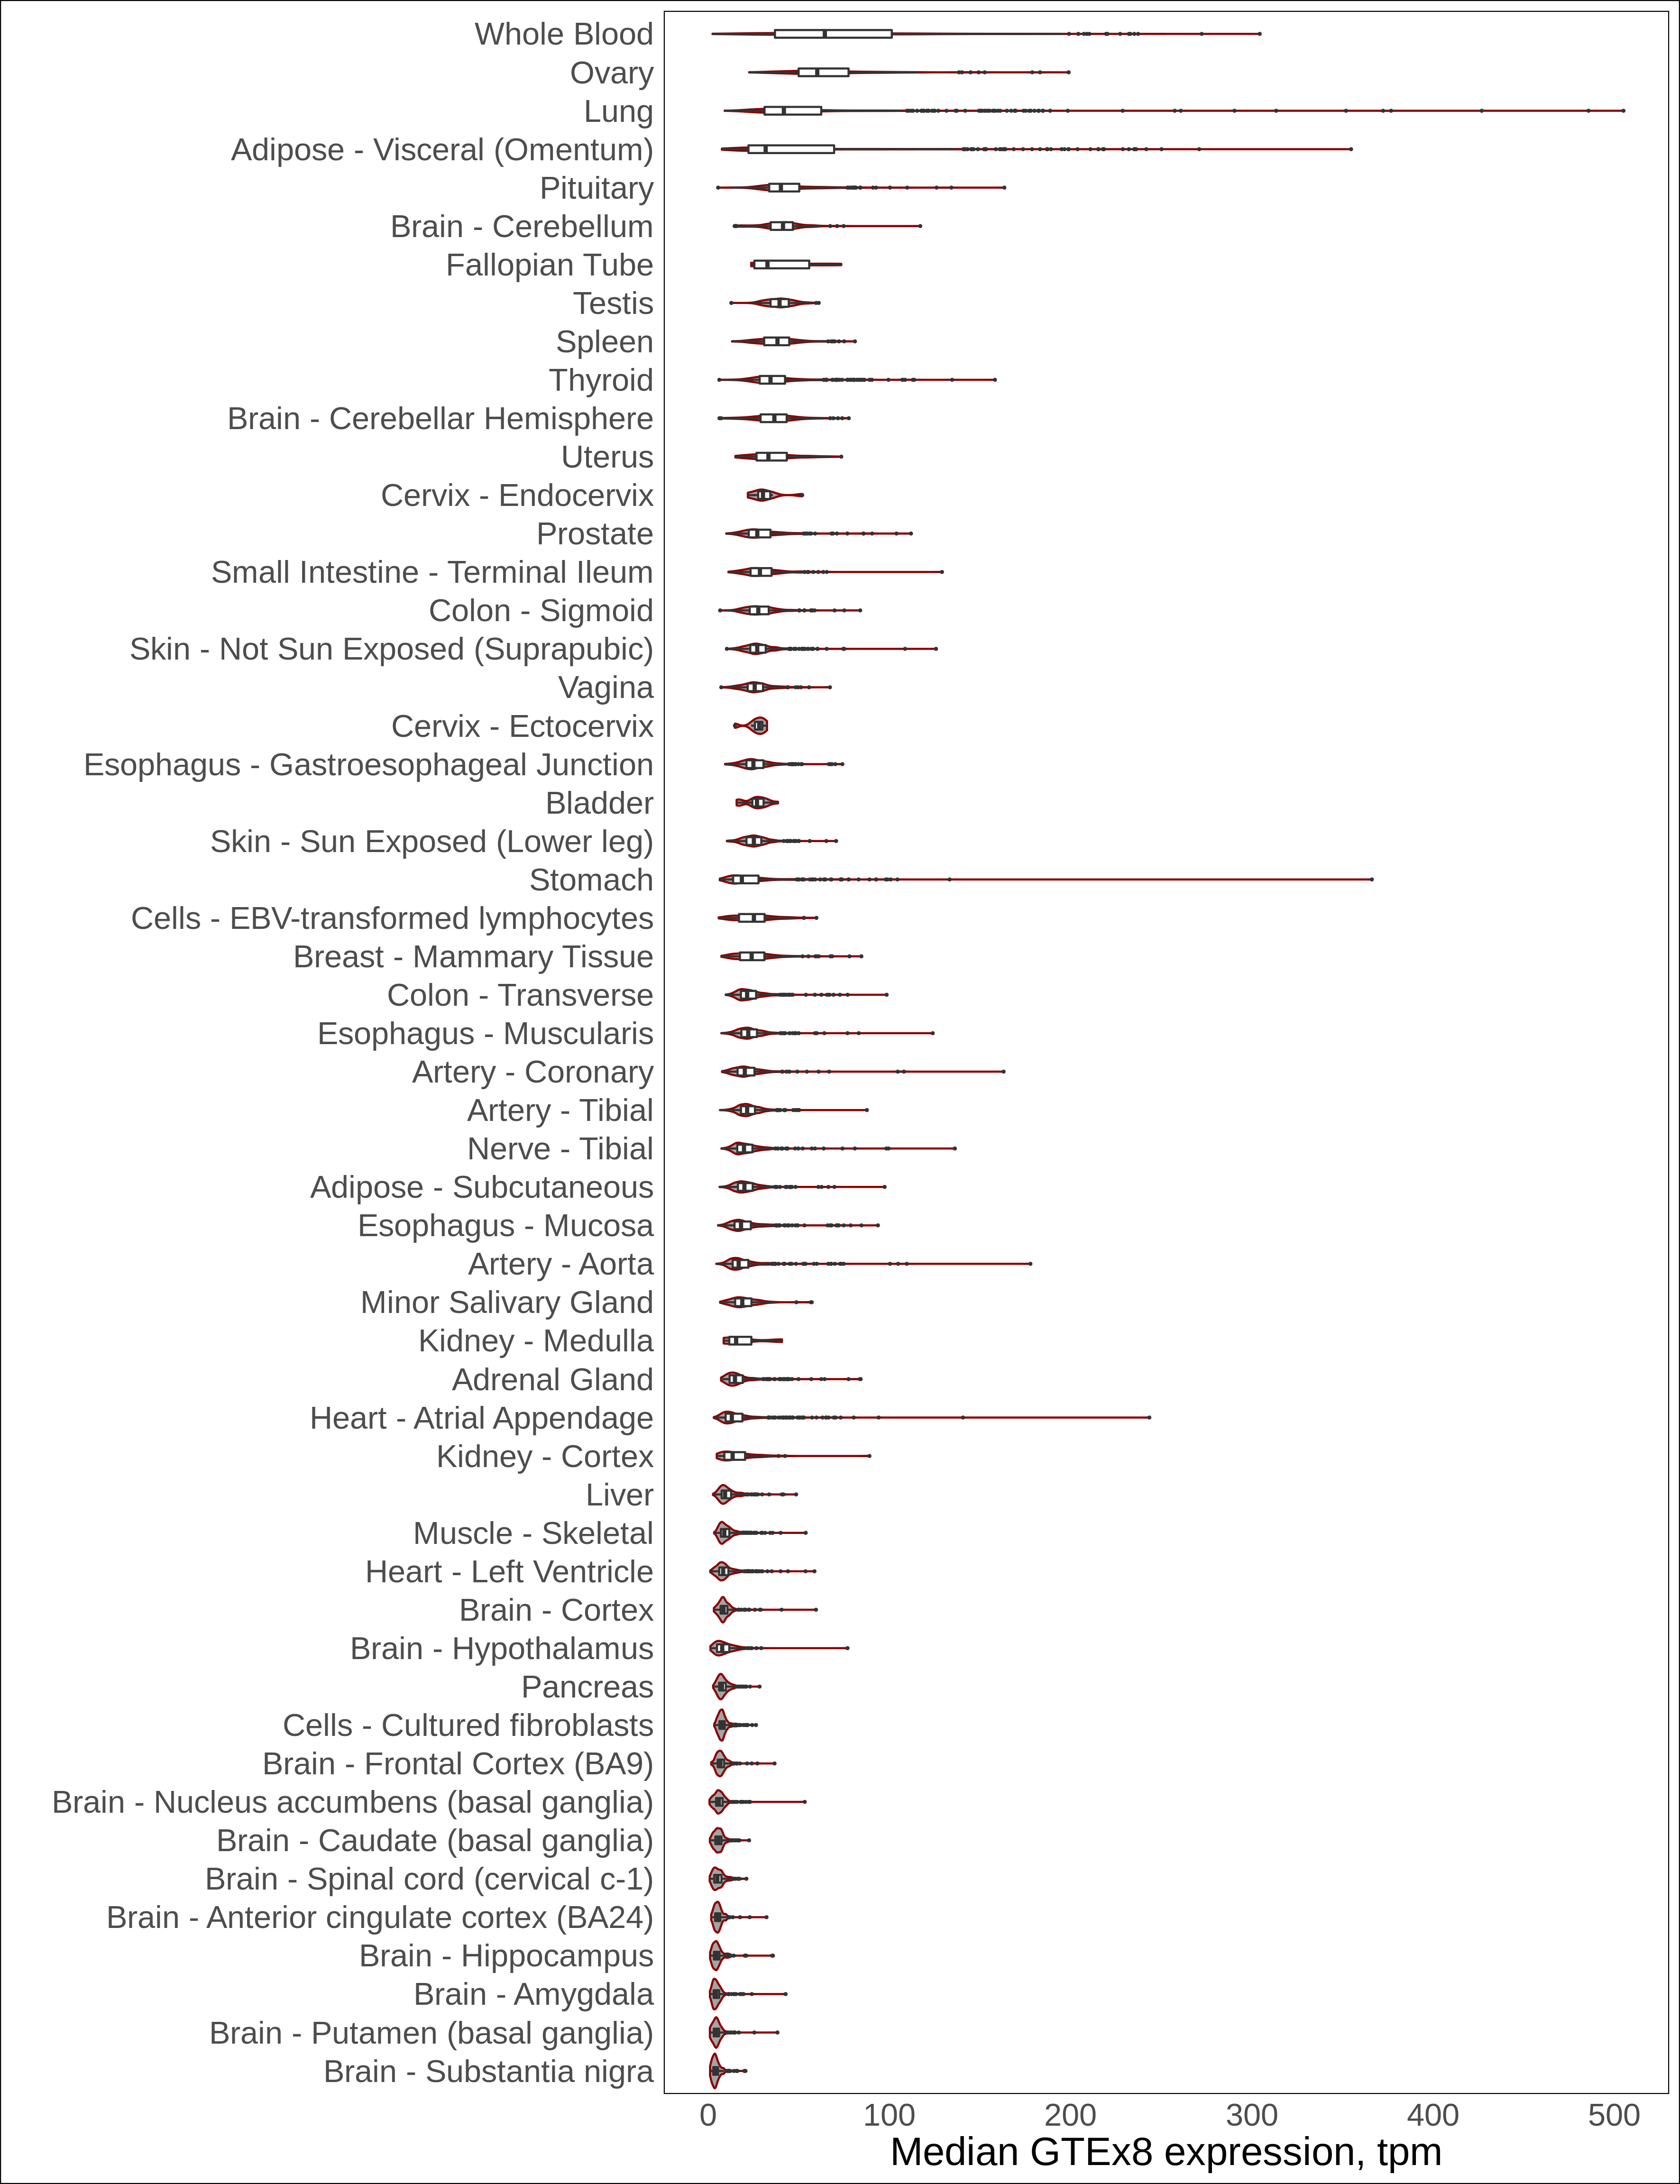 Whole Blood
Ovary
Lung
Adipose - Visceral (Omentum)
Pituitary
Brain - Cerebellum
Fallopian Tube
Testis
Spleen
Thyroid
Brain - Cerebellar Hemisphere
Uterus
Cervix - Endocervix
Prostate
Small Intestine - Terminal Ileum
Colon - Sigmoid
Skin - Not Sun Exposed (Suprapubic)
Vagina
Cervix - Ectocervix
Esophagus - Gastroesophageal Junction
Bladder
Skin - Sun Exposed (Lower leg)
Stomach
Cells - EBV-transformed lymphocytes
Breast - Mammary Tissue
Colon - Transverse
Esophagus - Muscularis
Artery - Coronary
Artery - Tibial
Nerve - Tibial
Adipose - Subcutaneous
Esophagus - Mucosa
Artery - Aorta
Minor Salivary Gland
Kidney - Medulla
Adrenal Gland
Heart - Atrial Appendage
Kidney - Cortex
Liver
Muscle - Skeletal
Heart - Left Ventricle
Brain - Cortex
Brain - Hypothalamus
Pancreas
Cells - Cultured fibroblasts
Brain - Frontal Cortex (BA9)
Brain - Nucleus accumbens (basal ganglia)
Brain - Caudate (basal ganglia)
Brain - Spinal cord (cervical c-1)
Brain - Anterior cingulate cortex (BA24)
Brain - Hippocampus
Brain - Amygdala
Brain - Putamen (basal ganglia)
Brain - Substantia nigra
0 100 200 300 400 500
Median GTEx8 expression, tpm